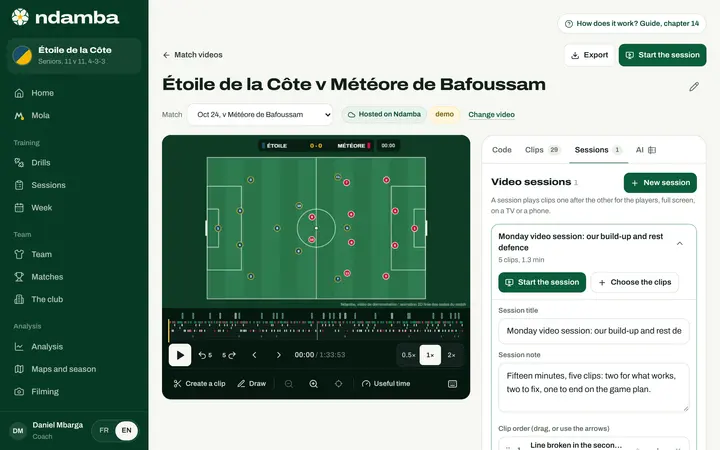 ndamba
Étoile de la Côte
Seniors, 11 v 11, 4-3-3
Home
Mola
Training
Drills
Sessions
Week
Team
Team
Matches
The club
Analysis
Analysis
Maps and season
Filming
DM
Daniel Mbarga
Coach
FR EN
How does it work? Guide, chapter 14
Match videos
Export
Start the session
Étoile de la Côte v Météore de Bafoussam
Match
Oct 24, v Météore de Bafoussam
Hosted on Ndamba
demo
Change video
ÉTOILE 0-0 MÉTÉORE 00:00
00:00 / 1:33:53
5 5
0.5× 1× 2×
Create a clip
Draw
Useful time
Code Clips 29 Sessions 1 AI
Video sessions 1
New session
A session plays clips one after the other for the players, full screen,
on a TV or a phone.
Monday video session: our build-up and rest
defence
5 clips, 1.3 min
Start the session
Choose the clips
Session title
Monday video session: our build-up and rest de
Session note
Fifteen minutes, five clips: two for what works,
two to fix, one to end on the game plan.
Clip order (drag, or use the arrows)
Line broken in the secon...